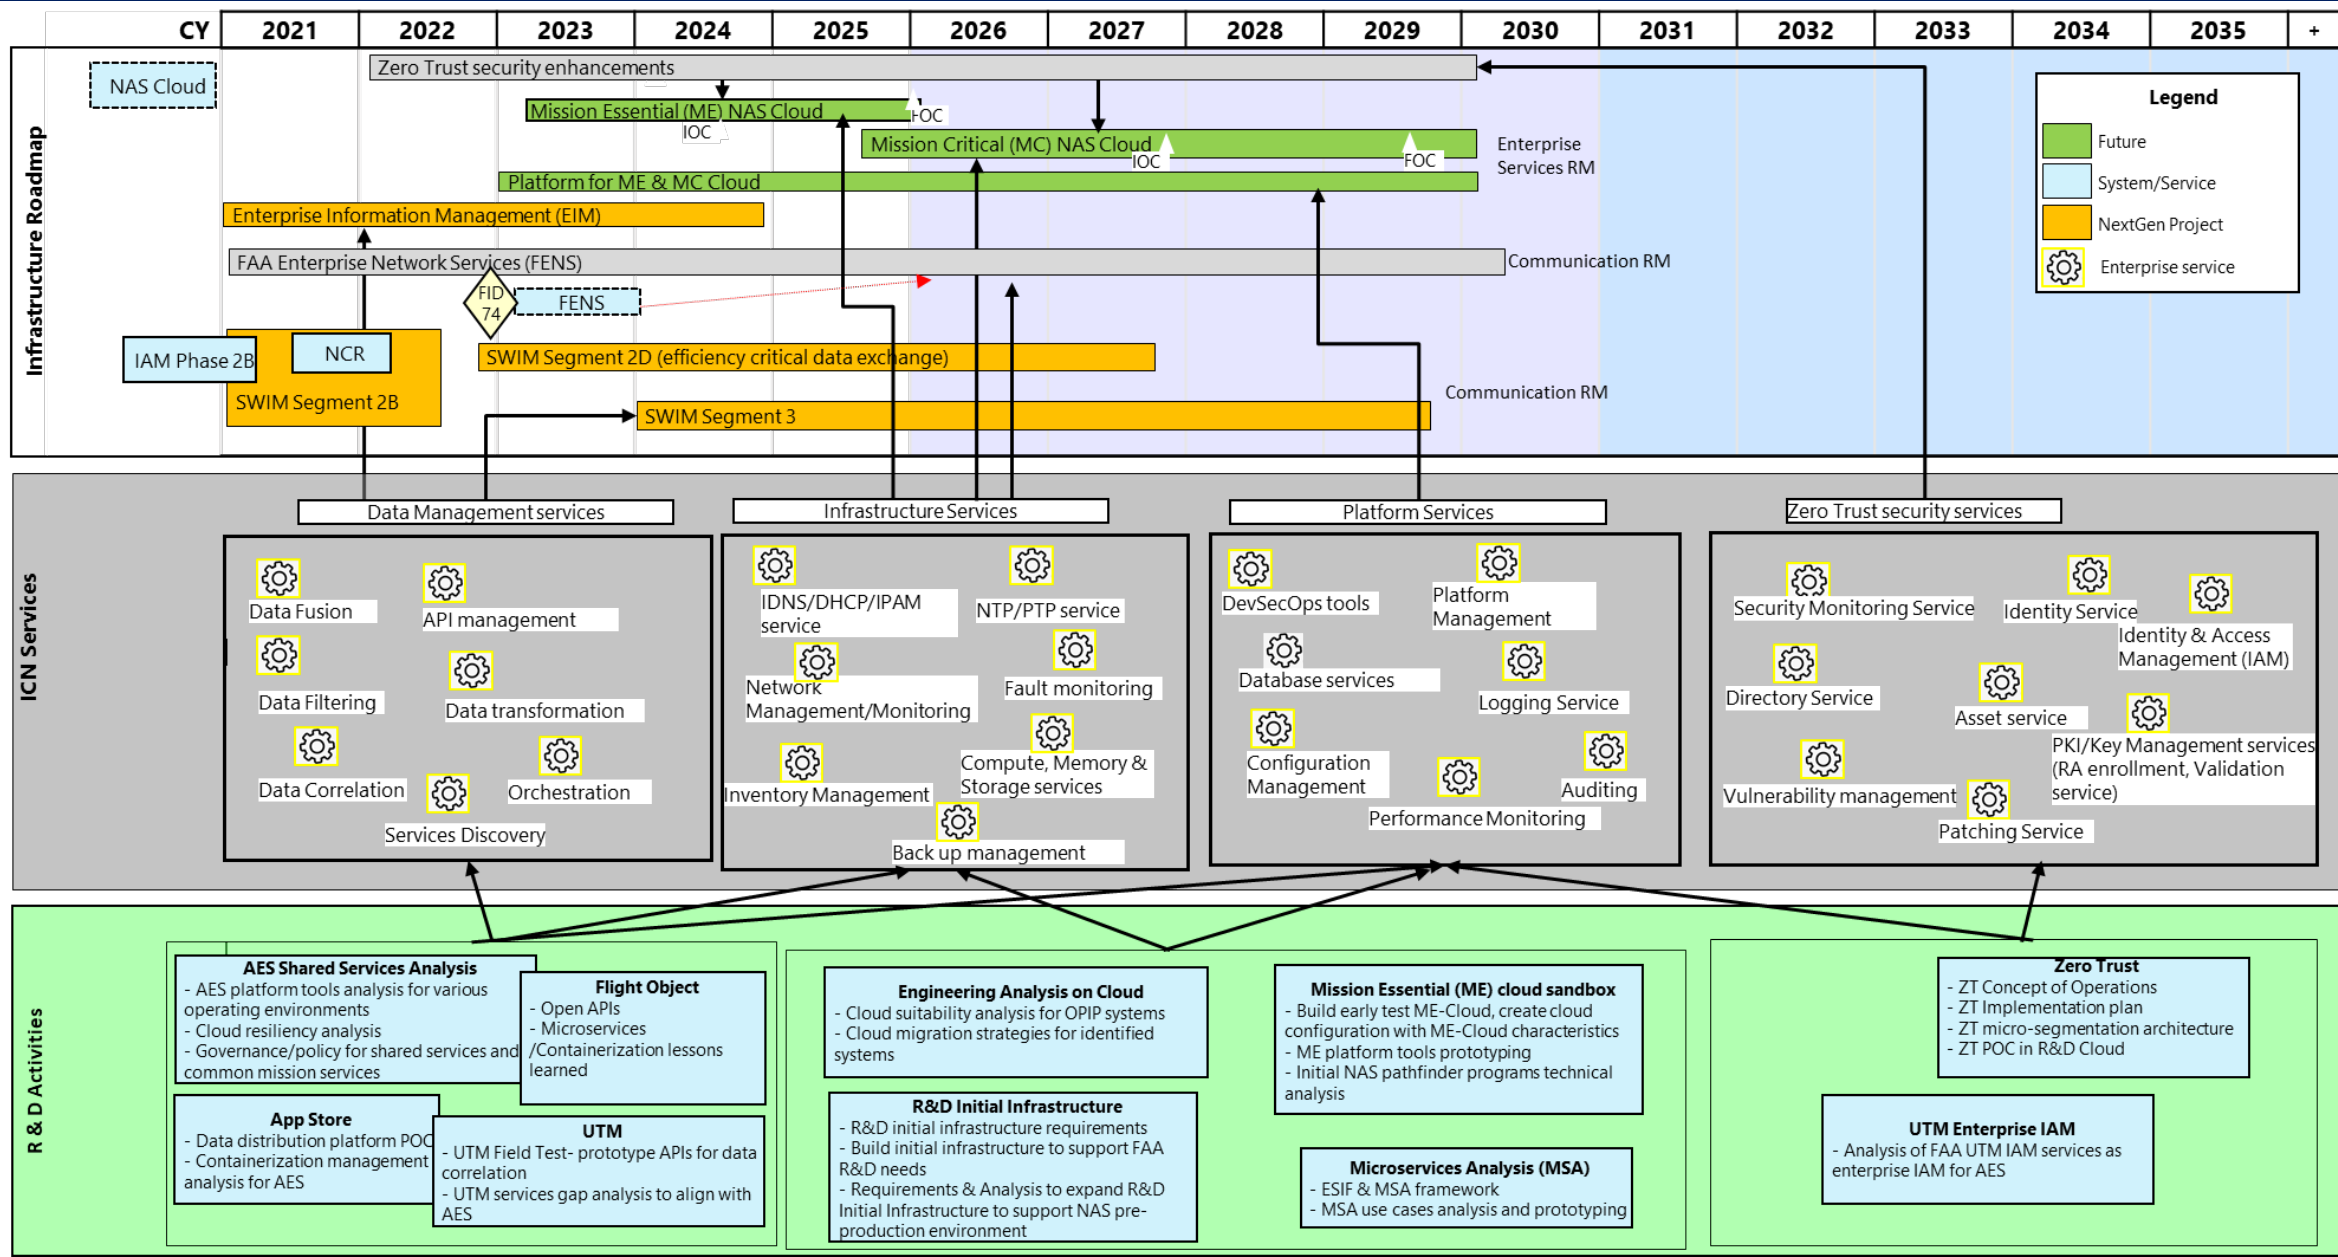 CY 2021 2022 2023 2024 2025 2026 2027 2028 2029 2030 2031 2032 2033 2034 2035 +
Infrastructure Roadmap
NAS Cloud
Zero Trust security enhancements
Mission Essential (ME) NAS Cloud
IOC
FOC
Mission Critical (MC) NAS Cloud
IOC
FOC
Enterprise
Services RM
Platform for ME & MC Cloud
Enterprise Information Management (EIM)
FAA Enterprise Network Services (FENS)
Communication RM
FID
74
FENS
IAM Phase 2B
NCR
SWIM Segment 2B
SWIM Segment 2D (efficiency critical data exchange)
Communication RM
SWIM Segment 3
Legend
Future
System/Service
NextGen Project
Enterprise service
ICN Services
Data Management services
Data Fusion
API management
Data Filtering
Data transformation
Data Correlation
Orchestration
Services Discovery
Infrastructure Services
IDNS/DHCP/IPAM
service
NTP/PTP service
Network
Management/Monitoring
Fault monitoring
Inventory Management
Compute, Memory &
Storage services
Back up management
Platform Services
DevSecOps tools
Platform
Management
Database services
Logging Service
Configuration
Management
Auditing
Performance Monitoring
Zero Trust security services
Security Monitoring Service
Identity Service
Identity & Access
Management (IAM)
Directory Service
Asset service
PKI/Key Management services
(RA enrollment, Validation
service)
Vulnerability management
Patching Service
R & D Activities
AES Shared Services Analysis
- AES platform tools analysis for various
operating environments
- Cloud resiliency analysis
- Governance/policy for shared services and
common mission services
Flight Object
- Open APIs
- Microservices
/Containerization lessons
learned
App Store
- Data distribution platform POC
- Containerization management
analysis for AES
UTM
- UTM Field Test- prototype APIs for data
correlation
- UTM services gap analysis to align with
AES
Engineering Analysis on Cloud
- Cloud suitability analysis for OPIP systems
- Cloud migration strategies for identified
systems
R&D Initial Infrastructure
- R&D initial infrastructure requirements
- Build initial infrastructure to support FAA
R&D needs
- Requirements & Analysis to expand R&D
Initial Infrastructure to support NAS pre-
production environment
Mission Essential (ME) cloud sandbox
- Build early test ME-Cloud, create cloud
configuration with ME-Cloud characteristics
- ME platform tools prototyping
- Initial NAS pathfinder programs technical
analysis
Microservices Analysis (MSA)
- ESIF & MSA framework
- MSA use cases analysis and prototyping
Zero Trust
- ZT Concept of Operations
- ZT Implementation plan
- ZT micro-segmentation architecture
- ZT POC in R&D Cloud
UTM Enterprise IAM
- Analysis of FAA UTM IAM services as
enterprise IAM for AES